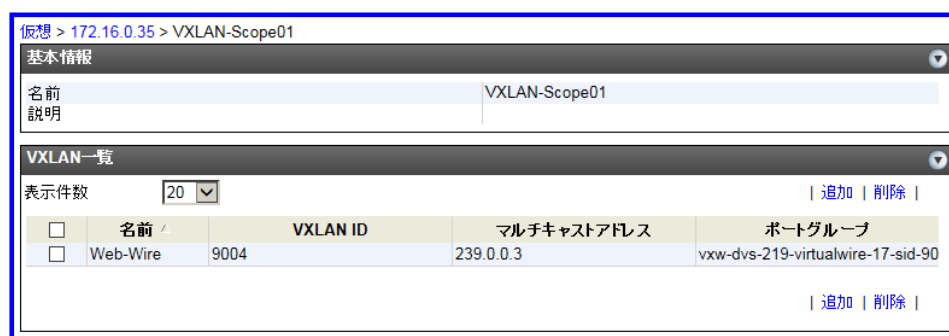 仮想 > 172.16.0.35 > VXLAN-Scope01
基本情報
名前 VXLAN-Scope01
説明
VXLAN一覧
表示件数 20 | 追加 | 削除 |
名前 VXLAN ID マルチキャストアドレス ポートグループ
Web-Wire 9004 239.0.0.3 vxw-dvs-219-virtualwire-17-sid-90
| 追加 | 削除 |